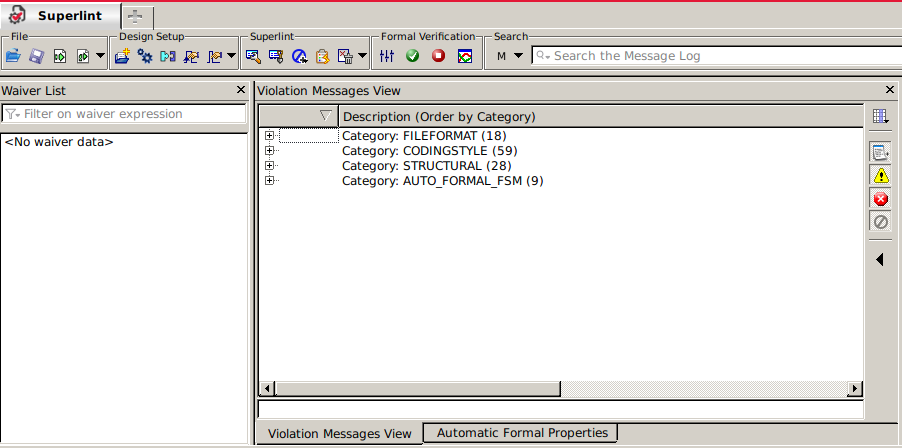 Superlint
File Design Setup Superlint Formal Verification Search
M Search the Message Log
Waiver List
Filter on waiver expression
<No waiver data>
Violation Messages View
Description (Order by Category)
Category: FILEFORMAT (18)
Category: CODINGSTYLE (59)
Category: STRUCTURAL (28)
Category: AUTO_FORMAL_FSM (9)
Violation Messages View Automatic Formal Properties